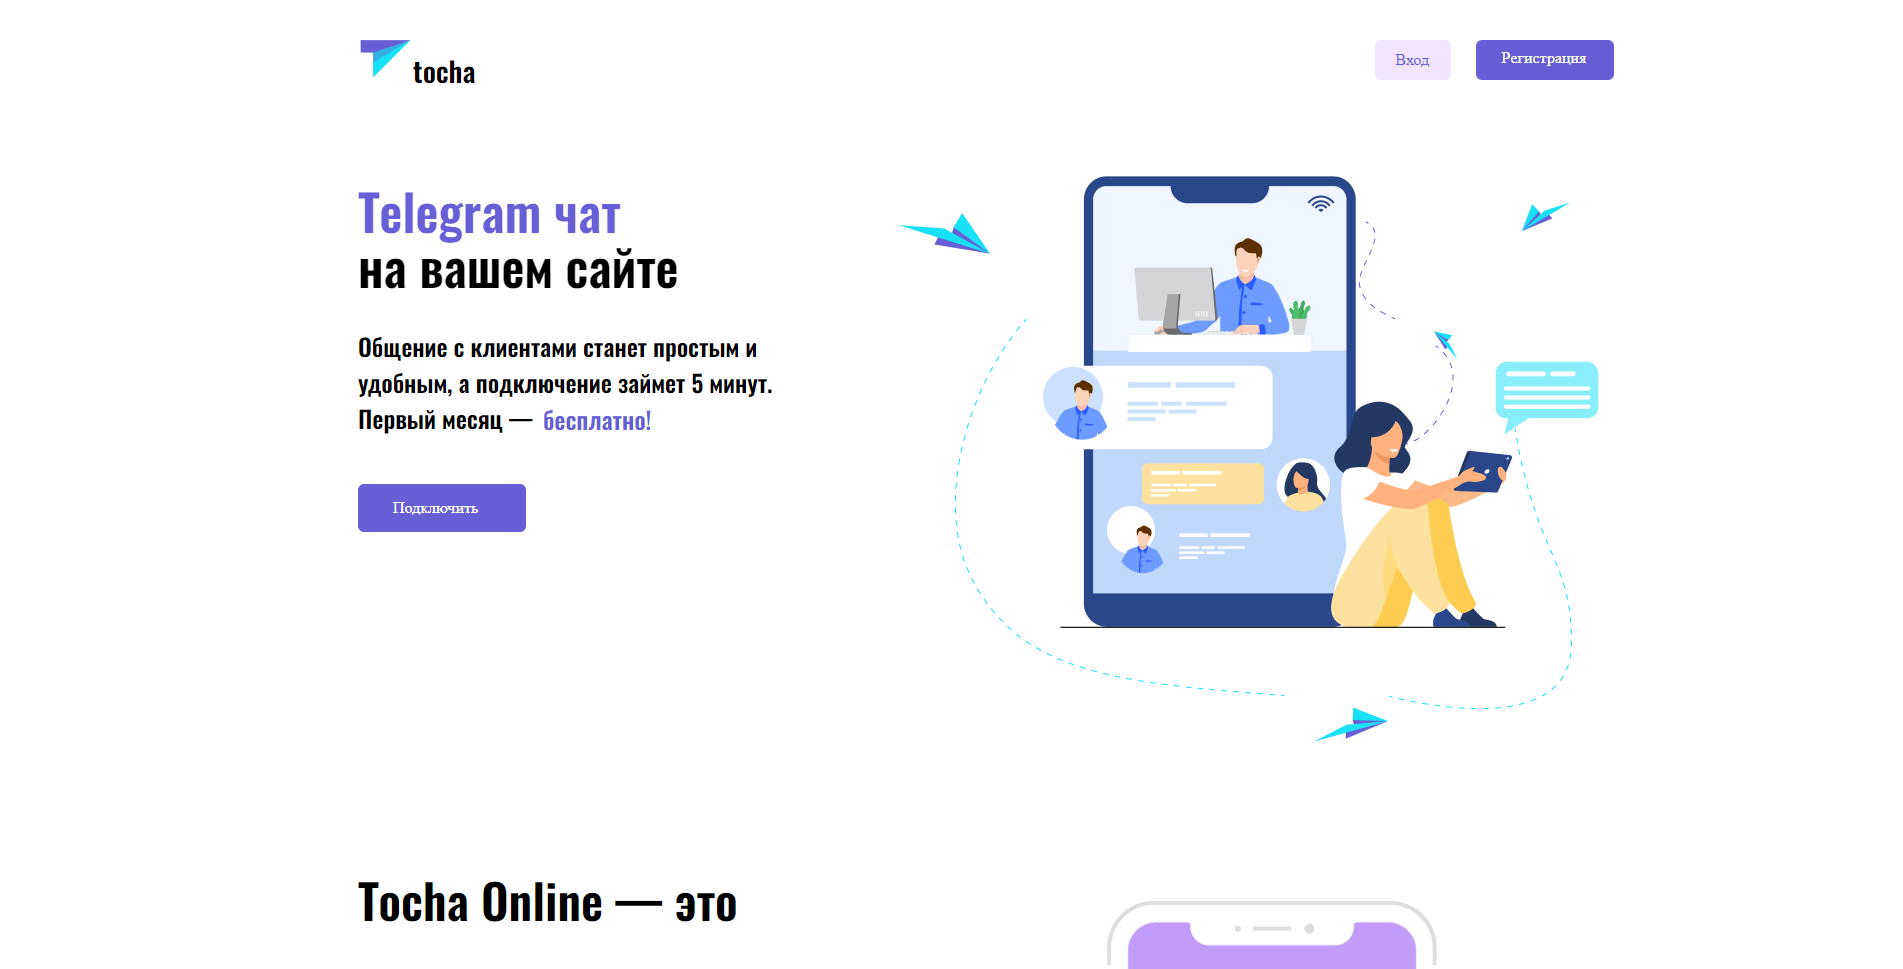 tocha
Вход
Регистрация
Telegram чат
на вашем сайте
Общение с клиентами станет простым и
удобным, а подключение займет 5 минут.
Первый месяц — бесплатно!
Подключить
Tocha Online — это